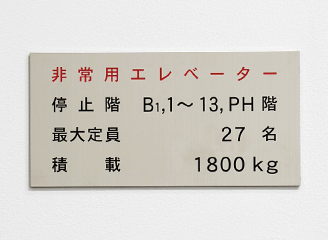 非常用エレベーター
停止階 B1,1〜13,PH階
最大定員 27名
積載 1800kg